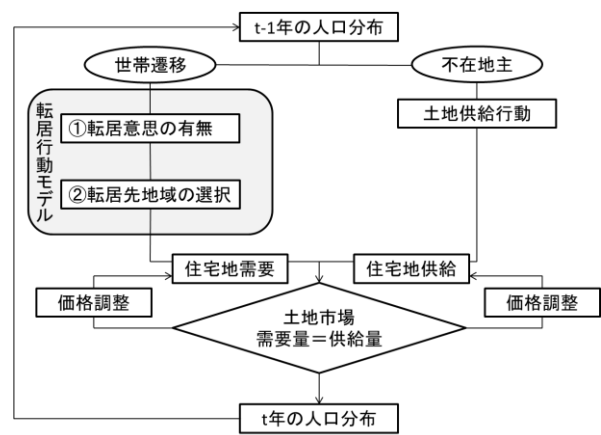 t-1年の人口分布
世帯遷移
不在地主
転居行動モデル
①転居意思の有無
土地供給行動
②転居先地域の選択
住宅地需要
住宅地供給
価格調整
価格調整
土地市場
需要量＝供給量
t年の人口分布